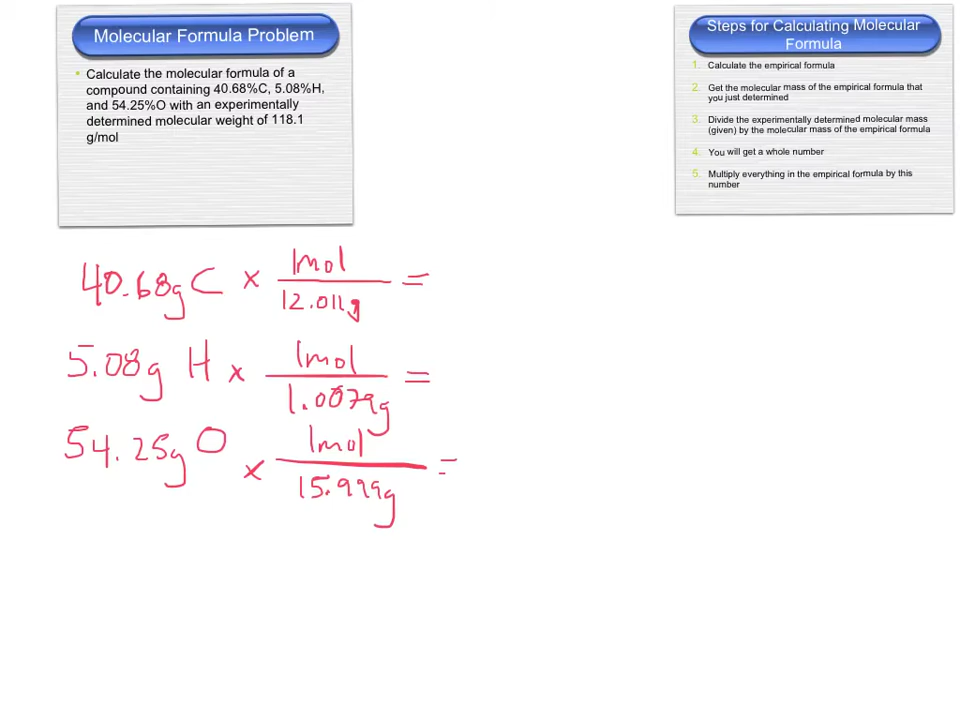 Molecular Formula Problem
• Calculate the molecular formula of a
compound containing 40.68%C, 5.08%H,
and 54.25%O with an experimentally
determined molecular weight of 118.1
g/mol
Steps for Calculating Molecular
Formula
1. Calculate the empirical formula
2. Get the molecular mass of the empirical formula that
you just determined
3. Divide the experimentally determined molecular mass
(given) by the molecular mass of the empirical formula
4. You will get a whole number
5. Multiply everything in the empirical formula by this
number
40.68g C × 1mol / 12.011g =
5.08g H × 1mol / 1.0079g =
54.25g O × 1mol / 15.999g =